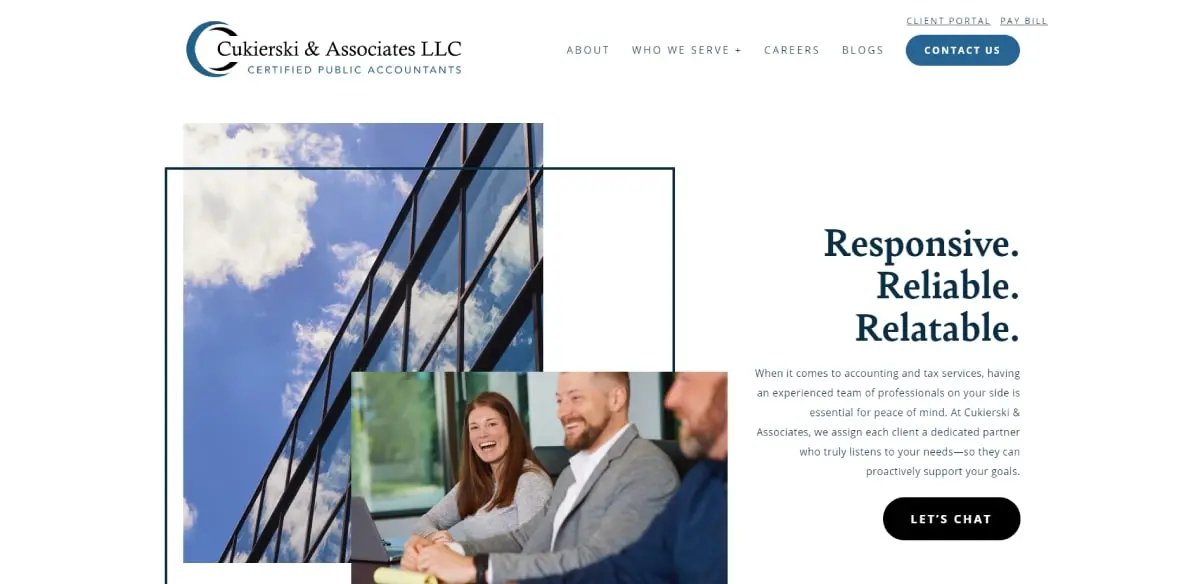 CLIENT PORTAL PAY BILL
Cukierski & Associates LLC
CERTIFIED PUBLIC ACCOUNTANTS
ABOUT WHO WE SERVE + CAREERS BLOGS CONTACT US
Responsive.
Reliable.
Relatable.
When it comes to accounting and tax services, having
an experienced team of professionals on your side is
essential for peace of mind. At Cukierski &
Associates, we assign each client a dedicated partner
who truly listens to your needs—so they can
proactively support your goals.
LET'S CHAT